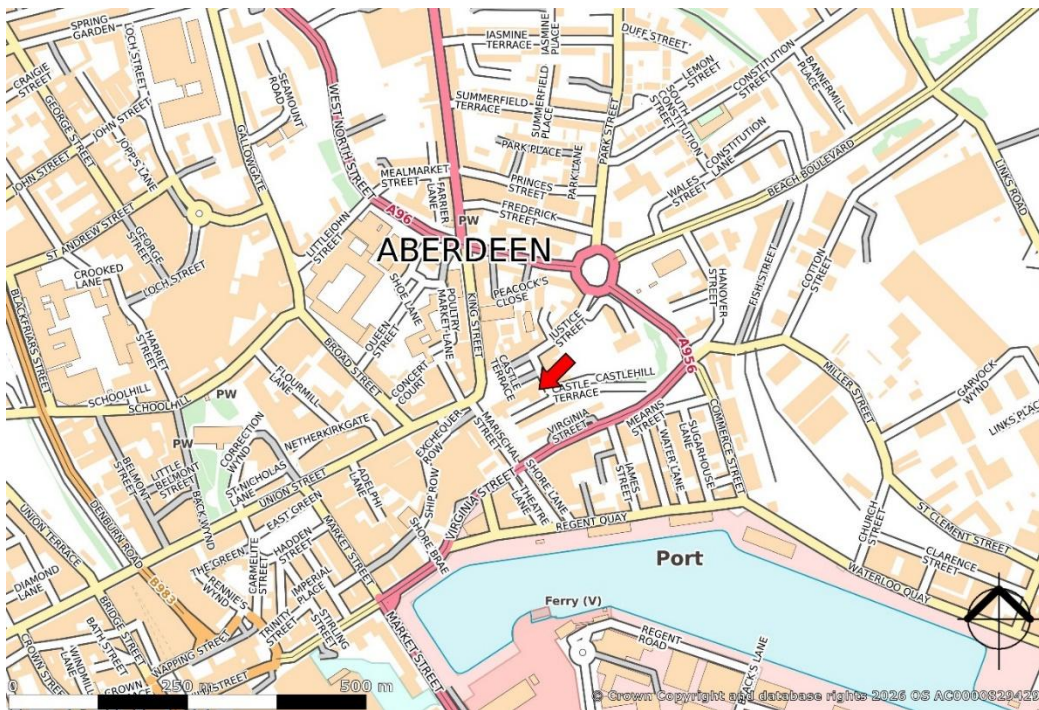 SPRING
GARDEN
CRAIGIE
STREET
LOCH STREET
GEORGE STREET
JOHN STREET
JOPP'S LANE
JOHN STREET
ST ANDREW STREET
GEORGE
STREET
CROOKED
LANE
LOCH STREET
BLACKFRIARS STREET
HARRIET
STREET
SCHOOLHILL
SCHOOLHILL
GALLOWGATE
SEAMOUNT
ROAD
WEST NORTH STREET
MEALMARKET
STREET
LITTLEJOHN
STREET
A96
FARRIER
LANE
PW
ABERDEEN
SHOE LANE
QUEEN
STREET
POULTRY
MARKET LANE
KING STREET
PEACOCK'S
CLOSE
CONCERT
COURT
BROAD STREET
FLOURMILL
LANE
NETHERKIRKGATE
CORRECTION
WYND
PW
PW
BELMONT
STREET
LITTLE
BELMONT
STREET
BACK WYND
ST NICHOLAS
LANE
UNION STREET
EAST GREEN
ADELPHI
LANE
EXCHEQUER
ROW
SHIP ROW
SHORE BRAE
MARISCHAL
STREET
VIRGINIA STREET
THEATRE
LANE
SHORE LANE
REGENT QUAY
JASMINE
TERRACE
JASMINE
PLACE
DUFF STREET
SUMMERFIELD
TERRACE
SUMMERFIELD
PLACE
PARK PLACE
PRINCES
STREET
PARK LANE
PARK STREET
FREDERICK
STREET
LEMON
STREET
SOUTH
CONSTITUTION
STREET
CONSTITUTION
STREET
BANNERMILL
PLACE
CONSTITUTION
LANE
WALES
STREET
BEACH BOULEVARD
LINKS ROAD
JUSTICE
STREET
CASTLE
TERRACE
CASTLE
TERRACE
CASTLEHILL
VIRGINIA
STREET
MEARNS
STREET
JAMES
STREET
WATER LANE
SUGARHOUSE
LANE
COMMERCE STREET
A956
HANOVER
STREET
FISH STREET
COTTON
STREET
MILLER STREET
GARVOCK
WYND
LINKS PLACE
CHURCH
STREET
ST CLEMENT STREET
CLARENCE
STREET
WATERLOO QUAY
Port
Ferry (V)
REGENT
ROAD
UNION TERRACE
DENBURN ROAD
B983
DIAMOND
LANE
BRIDGE STREET
BATH STREET
WINDMILL
LANE
CROWN STREET
CROWN
WAPPING STREET
THE GREEN
RENNIE'S
WYND
CARMELITE
STREET
HADDEN
STREET
IMPERIAL
PLACE
TRINITY
STREET
STIRLING
STREET
MARKET STREET
MARKET STREET
0 250 m 500 m
© Crown Copyright and database rights 2026 OS AC0000829429